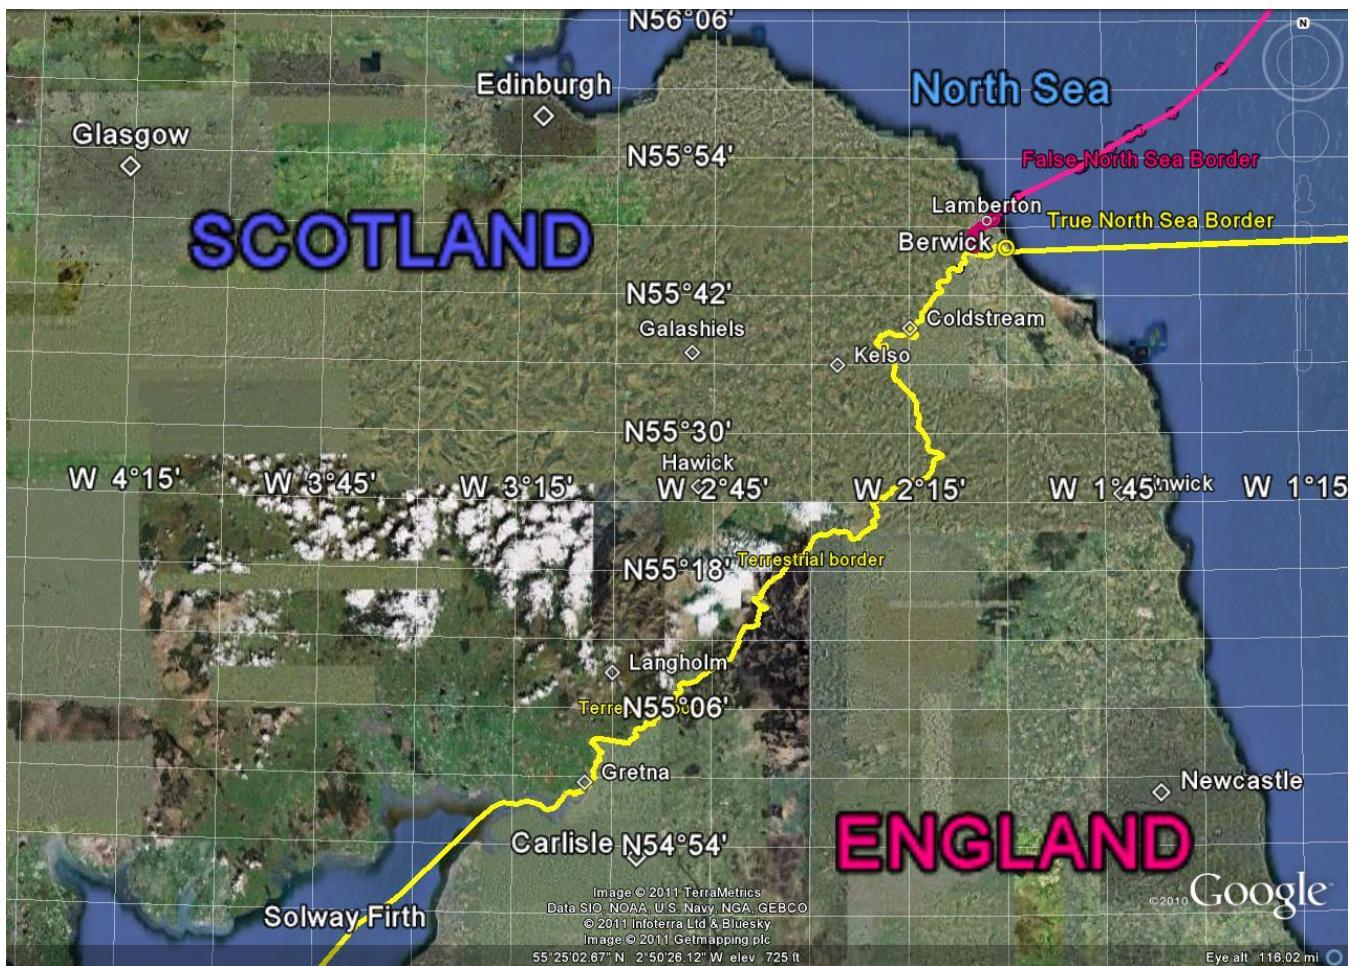 N56°06'
Edinburgh
North Sea
Glasgow
N55°54'
False North Sea Border
Lamberton
True North Sea Border
SCOTLAND
Berwick
N55°42'
Galashiels
Coldstream
Kelso
N55°30'
Hawick
W 4°15'
W 3°45'
W 3°15'
W 2°45'
W 2°15'
W 1°45'
W 1°15
N55°18'
Terrestrial border
Langholm
N55°06'
Gretna
Newcastle
ENGLAND
Carlisle
N54°54'
Solway Firth
Image © 2011 TerraMetrics
Data SIO, NOAA, U.S. Navy, NGA, GEBCO
© 2011 Infoterra Ltd & Bluesky
Image © 2011 Getmapping plc
©2010 Google
55°25'02.67" N 2°50'26.12" W elev 725 ft
Eye alt 116.02 mi
N